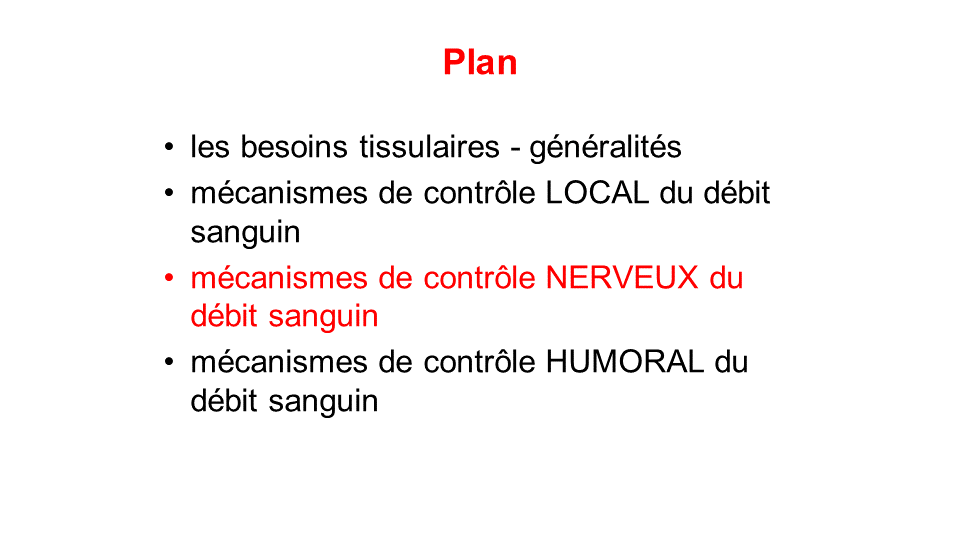 Plan
• les besoins tissulaires - généralités
• mécanismes de contrôle LOCAL du débit
sanguin
• mécanismes de contrôle NERVEUX du
débit sanguin
• mécanismes de contrôle HUMORAL du
débit sanguin